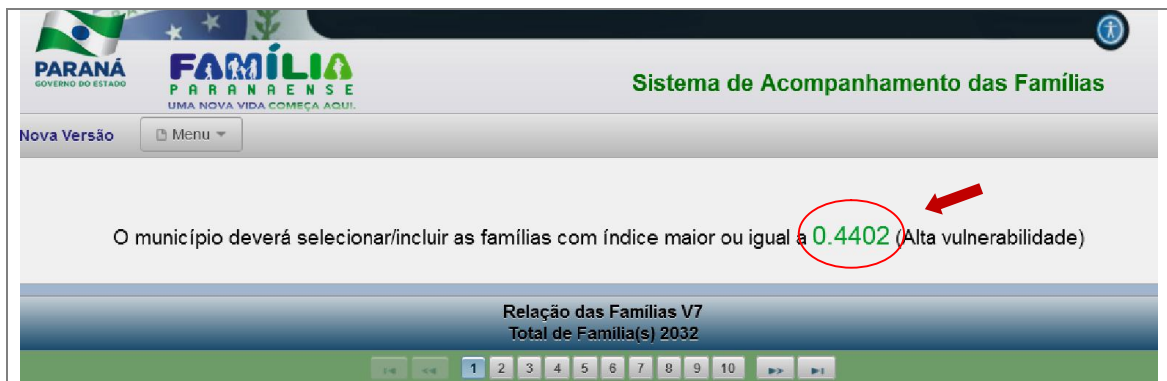 PARANÁ
GOVERNO DO ESTADO
FAMÍLIA
PARANAENSE
UMA NOVA VIDA COMEÇA AQUI.
Sistema de Acompanhamento das Famílias
Nova Versão Menu
O município deverá selecionar/incluir as famílias com índice maior ou igual a 0.4402 (Alta vulnerabilidade)
Relação das Famílias V7
Total de Família(s) 2032
1 2 3 4 5 6 7 8 9 10